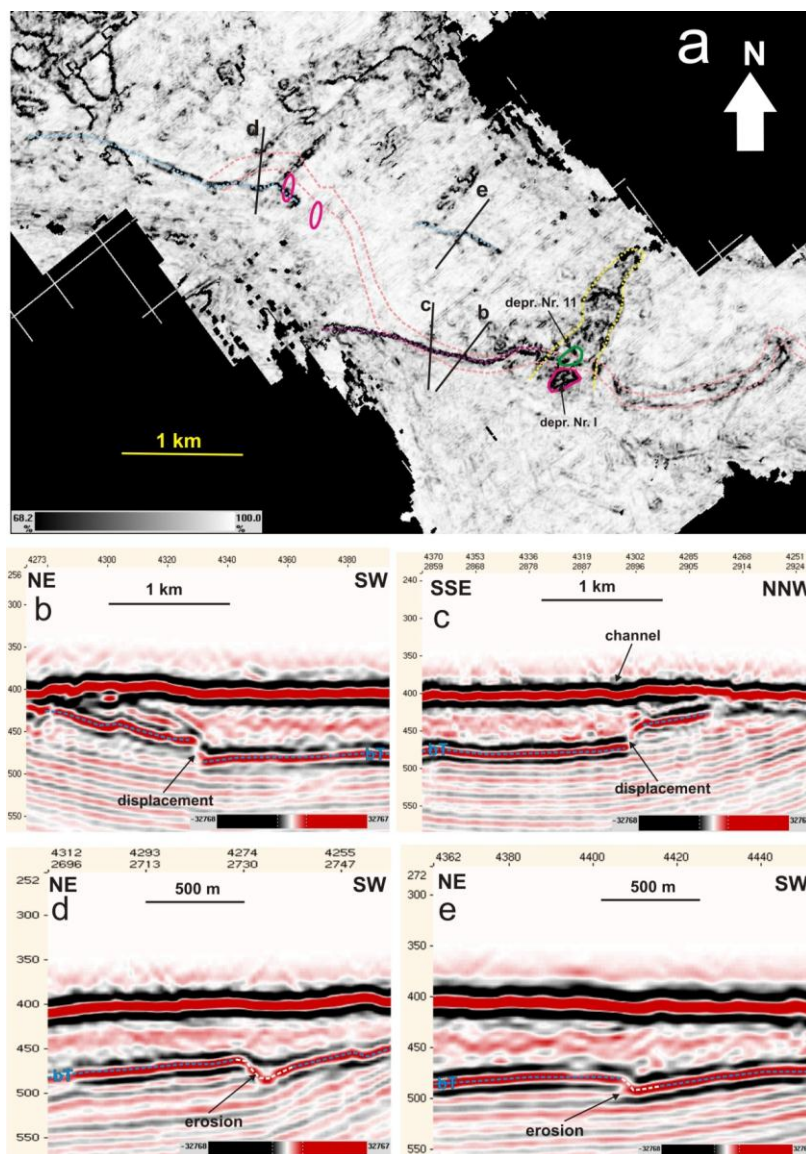 a
N
d
e
c
b
depr. Nr. 11
depr. Nr. I
1 km
68.2 100.0
% %
4273 4300 4320 4340 4360 4380
256
NE SW
1 km
b
300
350
400
450
500
550
bT
displacement
-32768 32767
4370 4353 4336 4319 4302 4285 4268 4251
2859 2868 2878 2887 2896 2905 2914 2924
240
SSE NNW
1 km
c
channel
300
350
400
450
500
550
bT
displacement
-32768 32767
4312 4293 4274 4255
2696 2713 2730 2747
252
NE SW
500 m
d
300
350
400
450
500
550
bT
erosion
-32768 32767
4362 4380 4400 4420 4440
272
NE SW
500 m
e
300
350
400
450
500
550
bT
erosion
-32768 32767